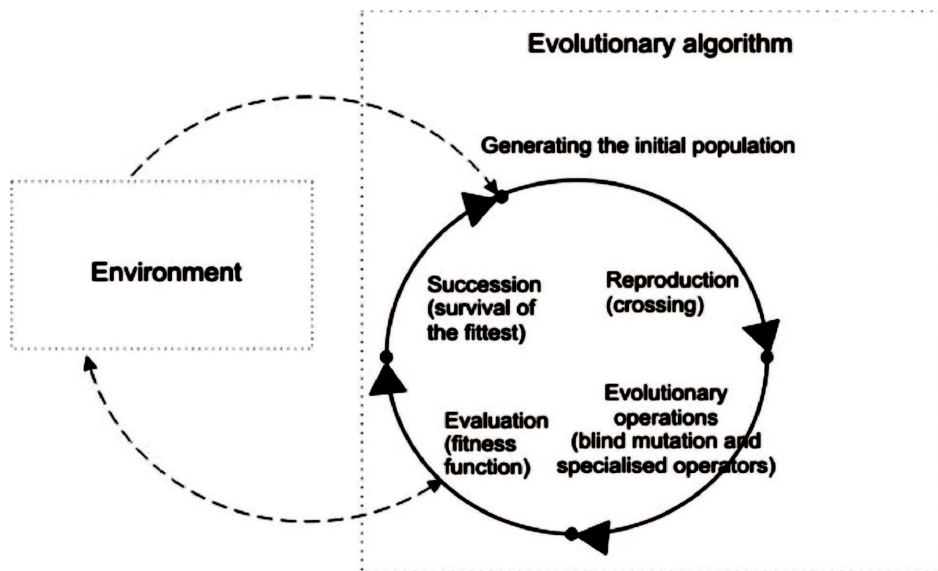 Evolutionary algorithm
Generating the initial population
Environment
Succession
(survival of
the fittest)
Reproduction
(crossing)
Evaluation
(fitness
function)
Evolutionary
operations
(blind mutation and
specialised operators)